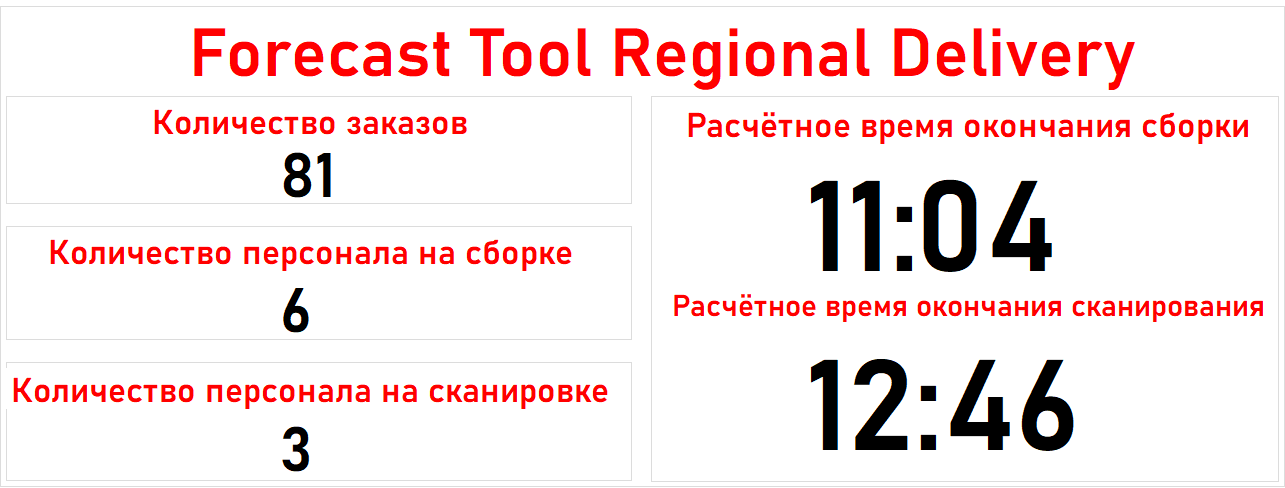 Forecast Tool Regional Delivery
Количество заказов
81
Количество персонала на сборке
6
Количество персонала на сканировке
3
Расчётное время окончания сборки
11:04
Расчётное время окончания сканирования
12:46